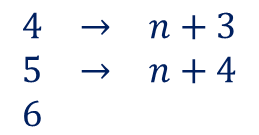 4 → n + 3
5 → n + 4
6